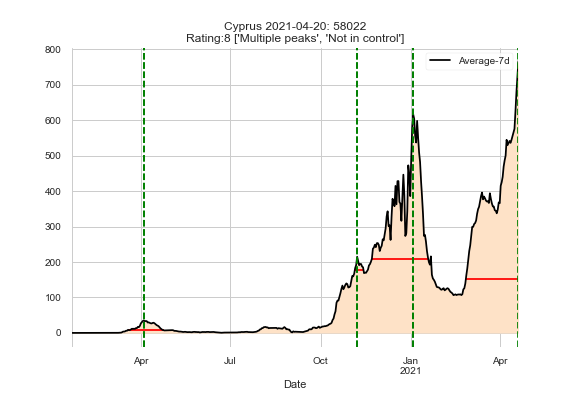 Cyprus 2021-04-20: 58022
Rating:8 ['Multiple peaks', 'Not in control']
Average-7d
800
700
600
500
400
300
200
100
0
Apr
Jul
Oct
Jan
2021
Apr
Date